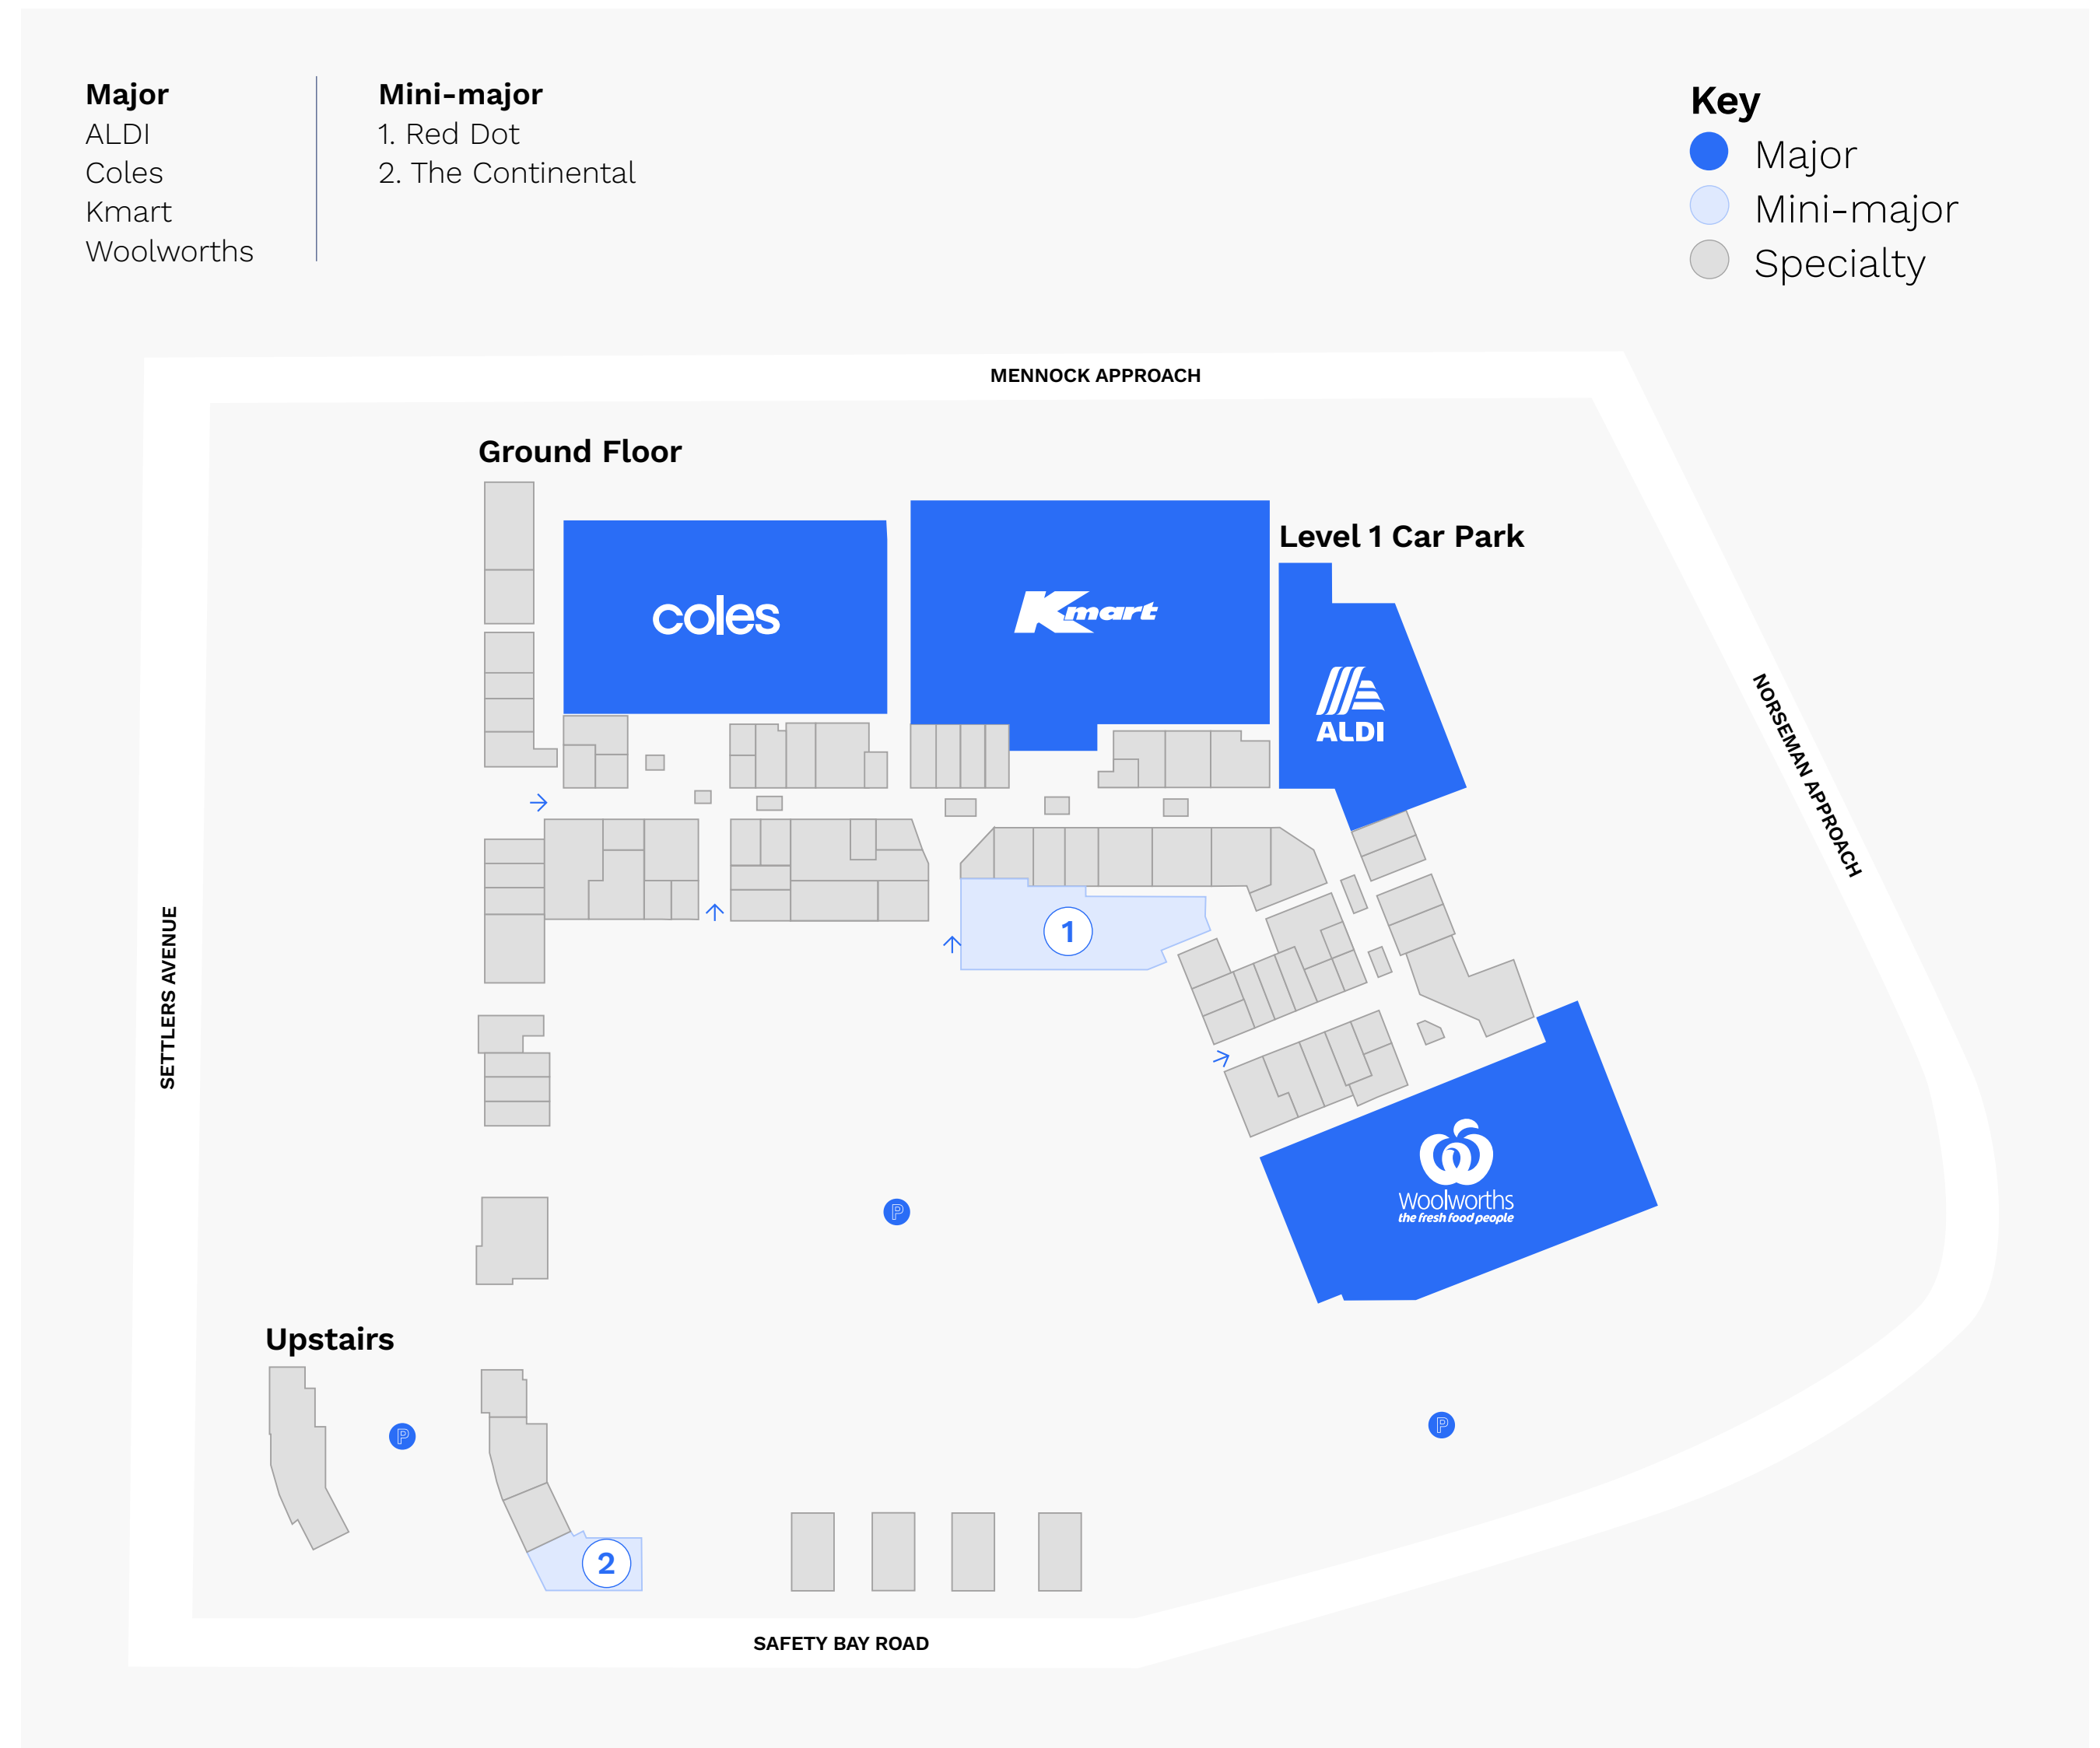 Major
ALDI
Coles
Kmart
Woolworths
Mini-major
1. Red Dot
2. The Continental
Key
Major
Mini-major
Specialty
MENNOCK APPROACH
Ground Floor
Level 1 Car Park
coles
Kmart
ALDI
NORSEMAN APPROACH
SETTLERS AVENUE
1
Woolworths
the fresh food people
P
Upstairs
P
P
2
SAFETY BAY ROAD